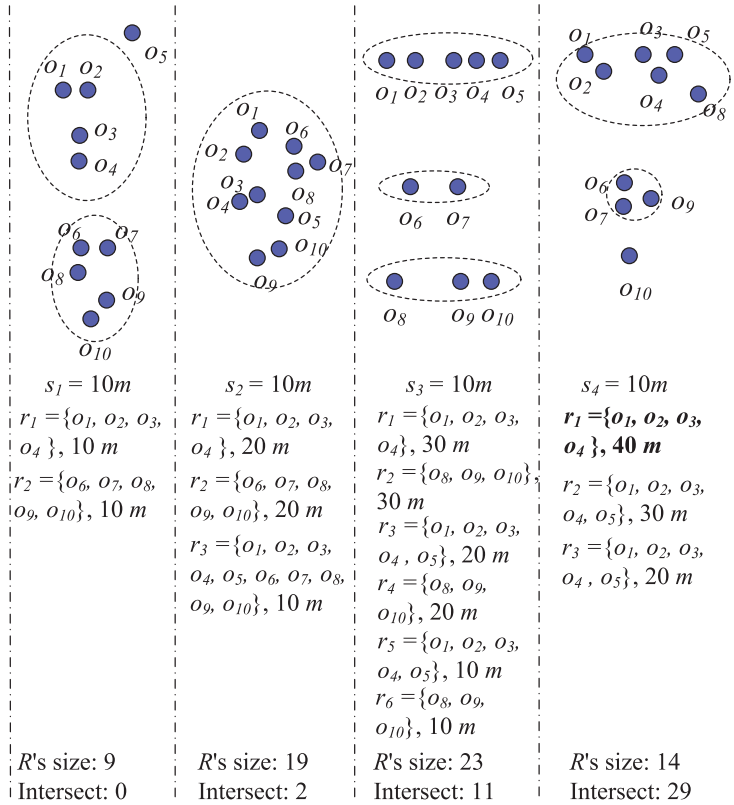 o5
o1 o2
o3
o4
o6 o7
o8
o9
o10
s1 = 10m
r1 ={o1, o2, o3,
o4 }, 10 m
r2 ={o6, o7, o8,
o9, o10}, 10 m
R's size: 9
Intersect: 0
o1
o6
o2
o7
o3
o8
o4
o5
o10
o9
s2 = 10m
r1 ={o1, o2, o3,
o4 }, 20 m
r2 ={o6, o7, o8,
o9, o10}, 20 m
r3 ={o1, o2, o3,
o4, o5, o6, o7, o8,
o9, o10}, 10 m
R's size: 19
Intersect: 2
o1 o2 o3 o4 o5
o6 o7
o8 o9 o10
s3 = 10m
r1 ={o1, o2, o3,
o4}, 30 m
r2 ={o8, o9, o10},
30 m
r3 ={o1, o2, o3,
o4 , o5}, 20 m
r4 ={o8, o9,
o10}, 20 m
r5 ={o1, o2, o3,
o4, o5}, 10 m
r6 ={o8, o9,
o10}, 10 m
R's size: 23
Intersect: 11
o1 o3 o5
o2
o4 o8
o6
o7 o9
o10
s4 = 10m
r1 ={o1, o2, o3,
o4 }, 40 m
r2 ={o1, o2, o3,
o4, o5}, 30 m
r3 ={o1, o2, o3,
o4 , o5}, 20 m
R's size: 14
Intersect: 29